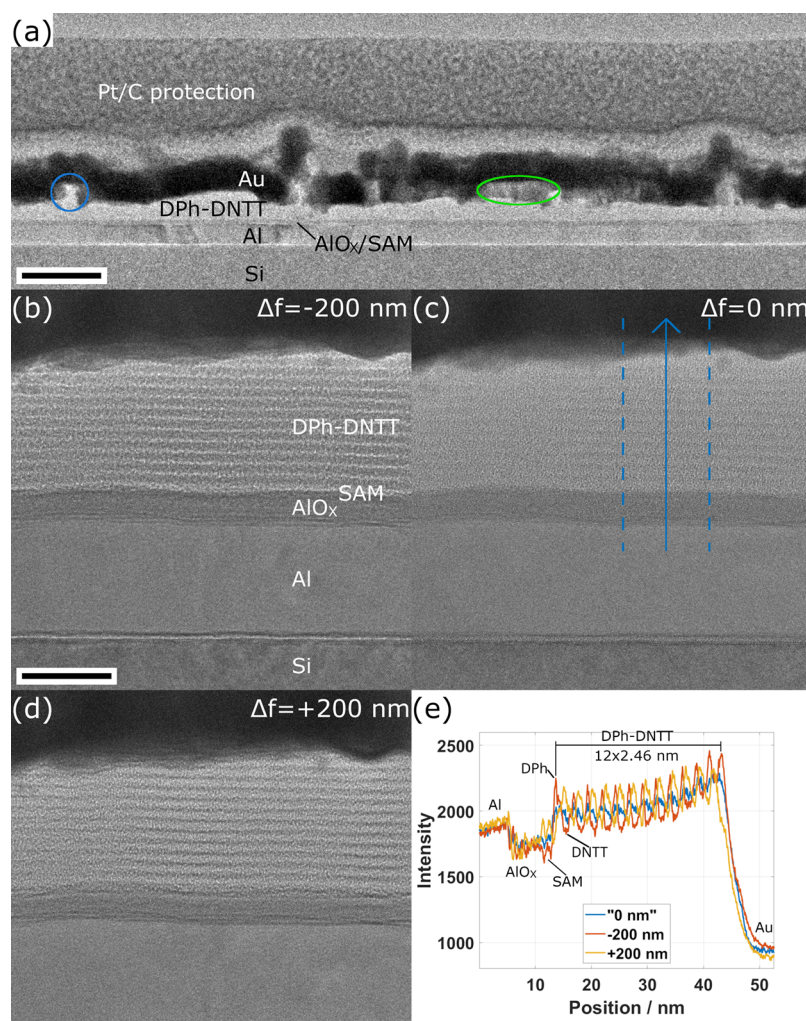 (a)
Pt/C protection
Au
DPh-DNTT
Al
AlOX/SAM
Si
(b)
Δf=-200 nm
DPh-DNTT
SAM
AlOX
Al
Si
(c)
Δf=0 nm
(d)
Δf=+200 nm
(e)
DPh-DNTT
12x2.46 nm
DPh
Al
DNTT
AlOX
SAM
Au
2500
2000
1500
1000
Intensity
"0 nm"
-200 nm
+200 nm
10 20 30 40 50
Position / nm